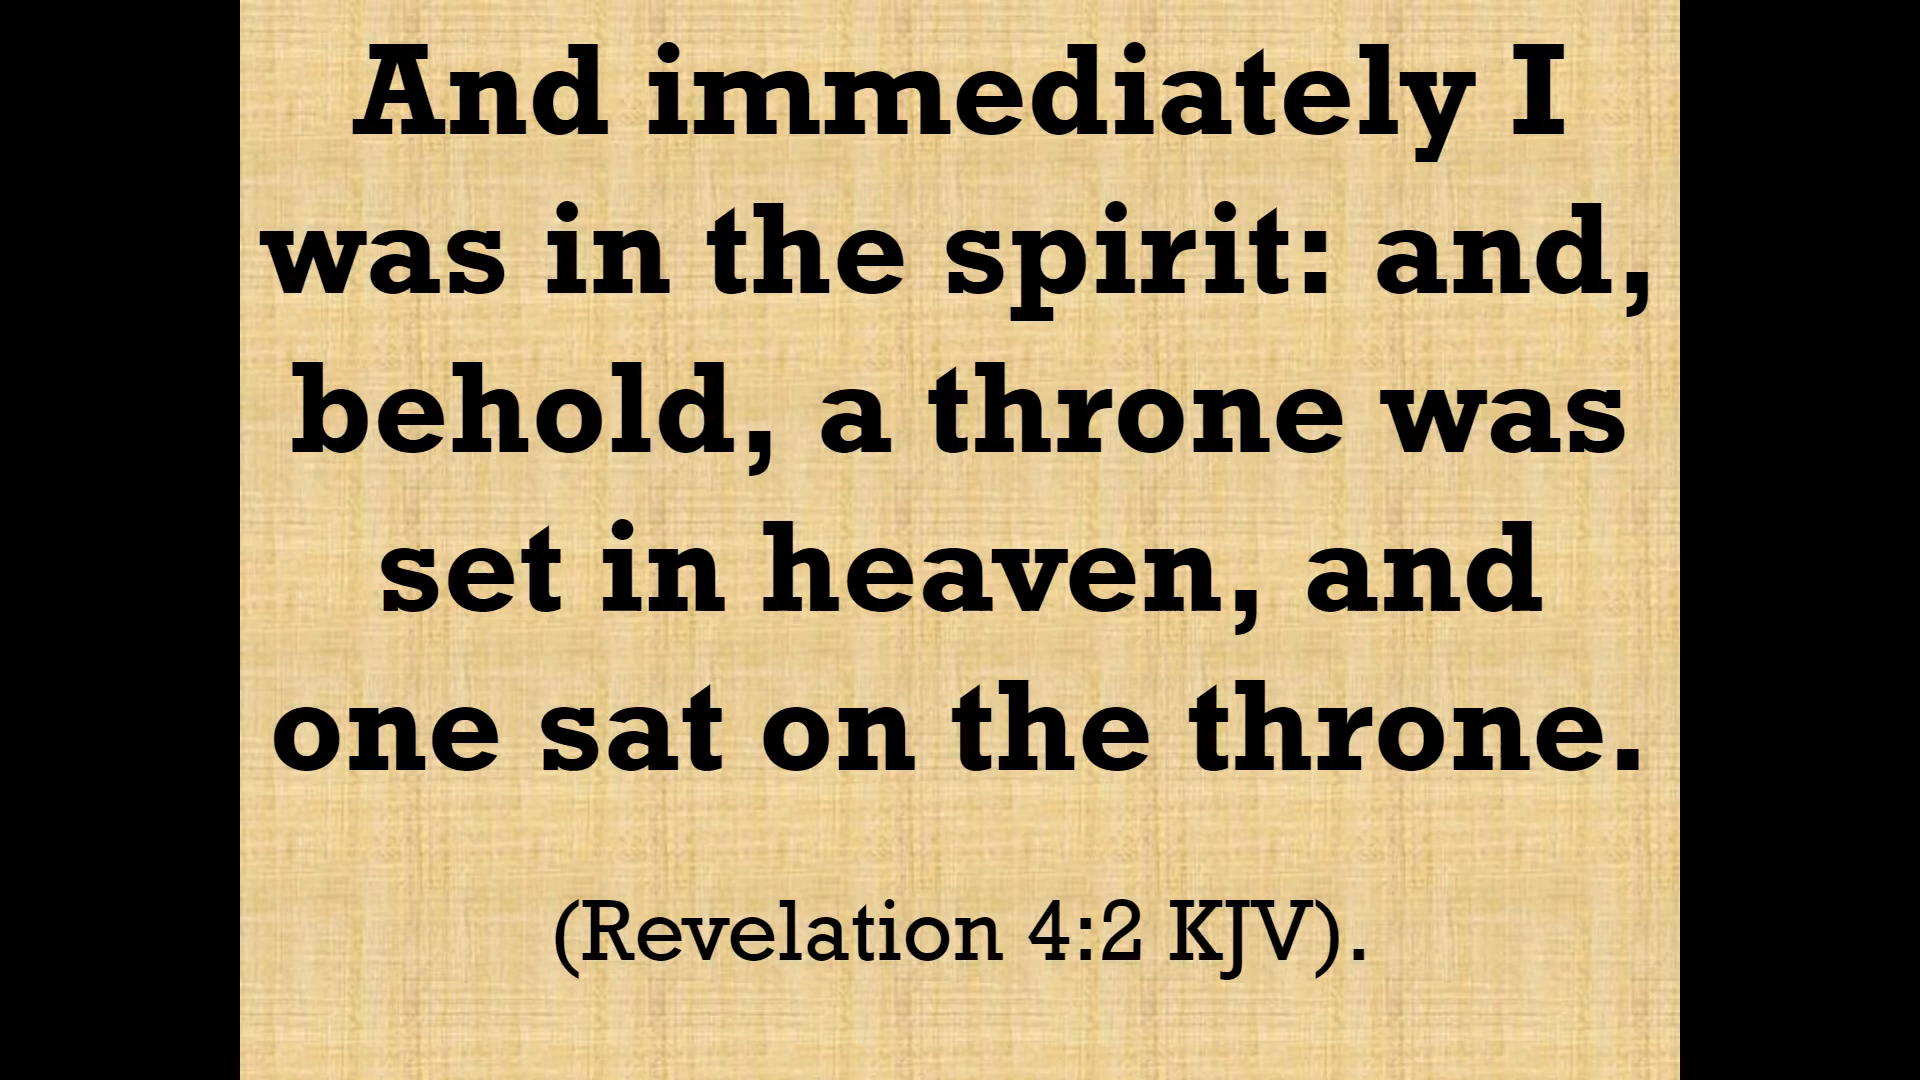 And immediately I
was in the spirit: and,
behold, a throne was
set in heaven, and
one sat on the throne.
(Revelation 4:2 KJV).